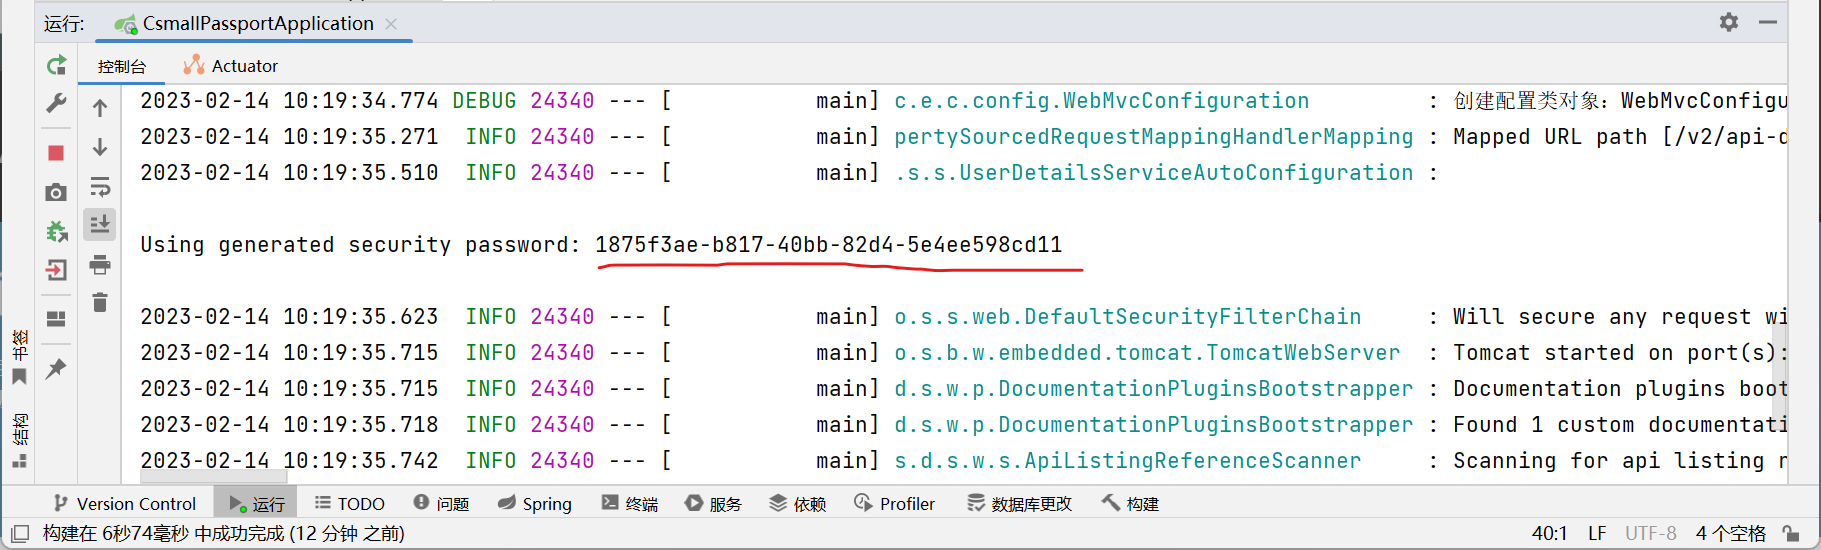 运行: CsmallPassportApplication
控制台 Actuator
2023-02-14 10:19:34.774 DEBUG 24340 --- [           main] c.e.c.config.WebMvcConfiguration         : 创建配置类对象: WebMvcConfigu
2023-02-14 10:19:35.271  INFO 24340 --- [           main] pertySourcedRequestMappingHandlerMapping : Mapped URL path [/v2/api-d
2023-02-14 10:19:35.510  INFO 24340 --- [           main] .s.s.UserDetailsServiceAutoConfiguration :
Using generated security password: 1875f3ae-b817-40bb-82d4-5e4ee598cd11
2023-02-14 10:19:35.623  INFO 24340 --- [           main] o.s.s.web.DefaultSecurityFilterChain     : Will secure any request wi
2023-02-14 10:19:35.715  INFO 24340 --- [           main] o.s.b.w.embedded.tomcat.TomcatWebServer  : Tomcat started on port(s):
2023-02-14 10:19:35.715  INFO 24340 --- [           main] d.s.w.p.DocumentationPluginsBootstrapper : Documentation plugins boot
2023-02-14 10:19:35.718  INFO 24340 --- [           main] d.s.w.p.DocumentationPluginsBootstrapper : Found 1 custom documentati
2023-02-14 10:19:35.742  INFO 24340 --- [           main] s.d.s.w.s.ApiListingReferenceScanner     : Scanning for api listing r
书签
结构
Version Control 运行 TODO 问题 Spring 终端 服务 依赖 Profiler 数据库更改 构建
构建在 6秒74毫秒 中成功完成 (12 分钟 之前) 40:1 LF UTF-8 4 个空格